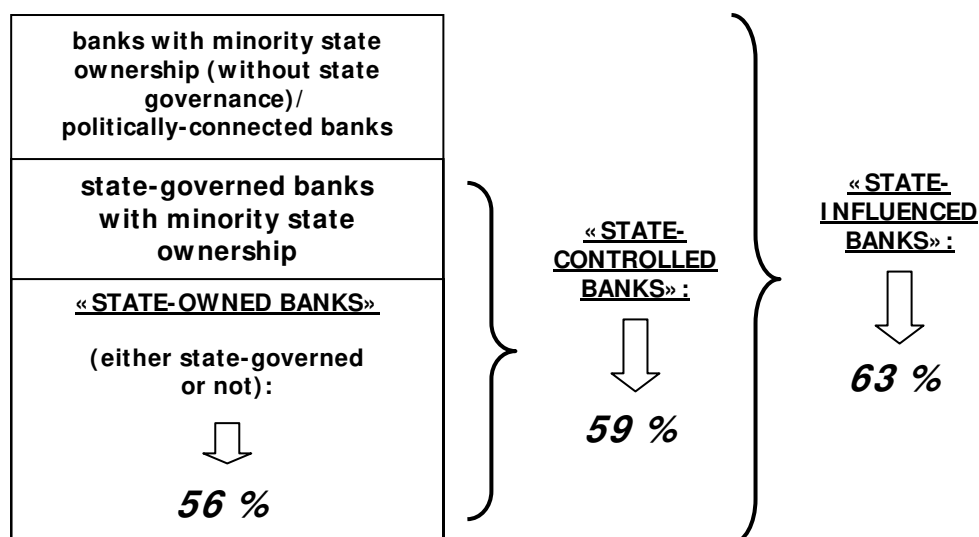 banks with minority state
ownership (without state
governance)/
politically-connected banks
state-governed banks
with minority state
ownership
«STATE-OWNED BANKS»
(either state-governed
or not):
56 %
«STATE-
CONTROLLED
BANKS»:
59 %
«STATE-
INFLUENCED
BANKS»:
63 %